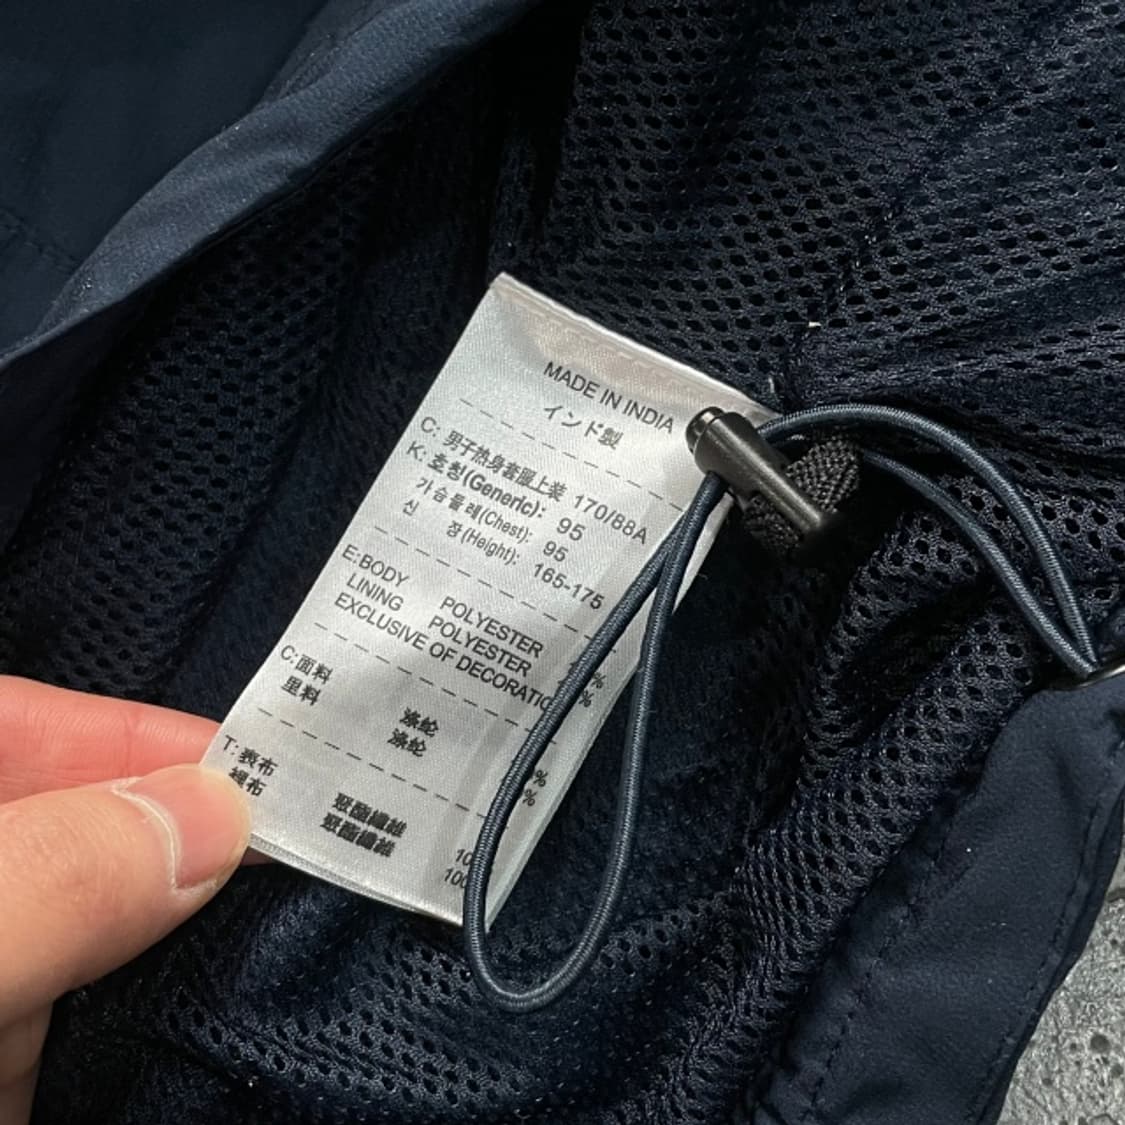 MADE IN INDIA
インド製
C: 男子热身套服上装 170/88A
K: 호칭(Generic): 95
가슴둘레(Chest): 95
신 장(Height): 165-175
E:BODY POLYESTER %
LINING POLYESTER %
EXCLUSIVE OF DECORATIO
C:面料 涤纶 %
里料 涤纶 %
T:表布 聚酯纖維 10
裡布 聚酯纖維 100